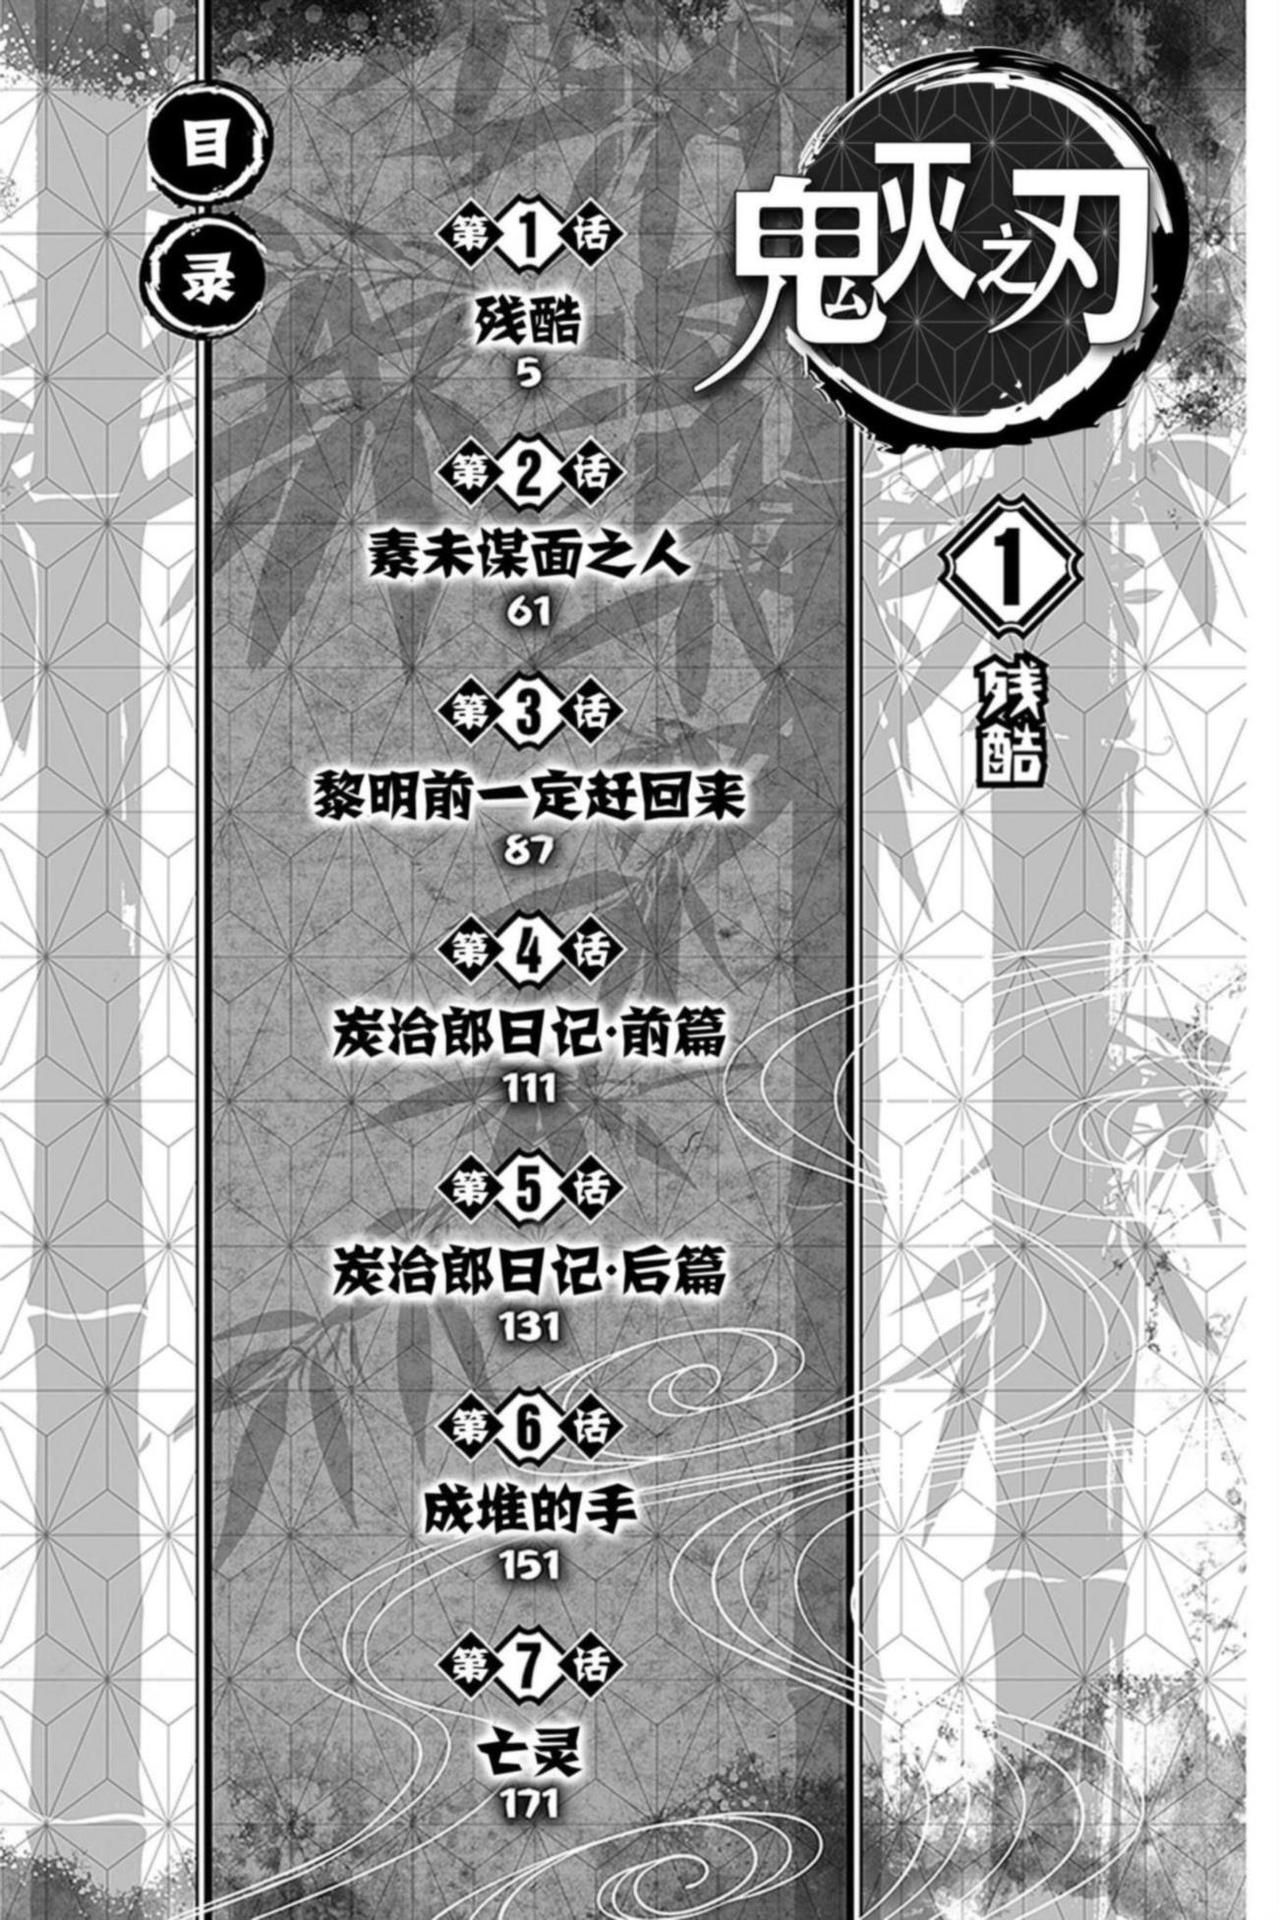 鬼灭之刃
1
残酷
目录
第1话
残酷
5
第2话
素未谋面之人
61
第3话
黎明前一定赶回来
87
第4话
炭治郎日记·前篇
111
第5话
炭治郎日记·后篇
131
第6话
成堆的手
151
第7话
亡灵
171